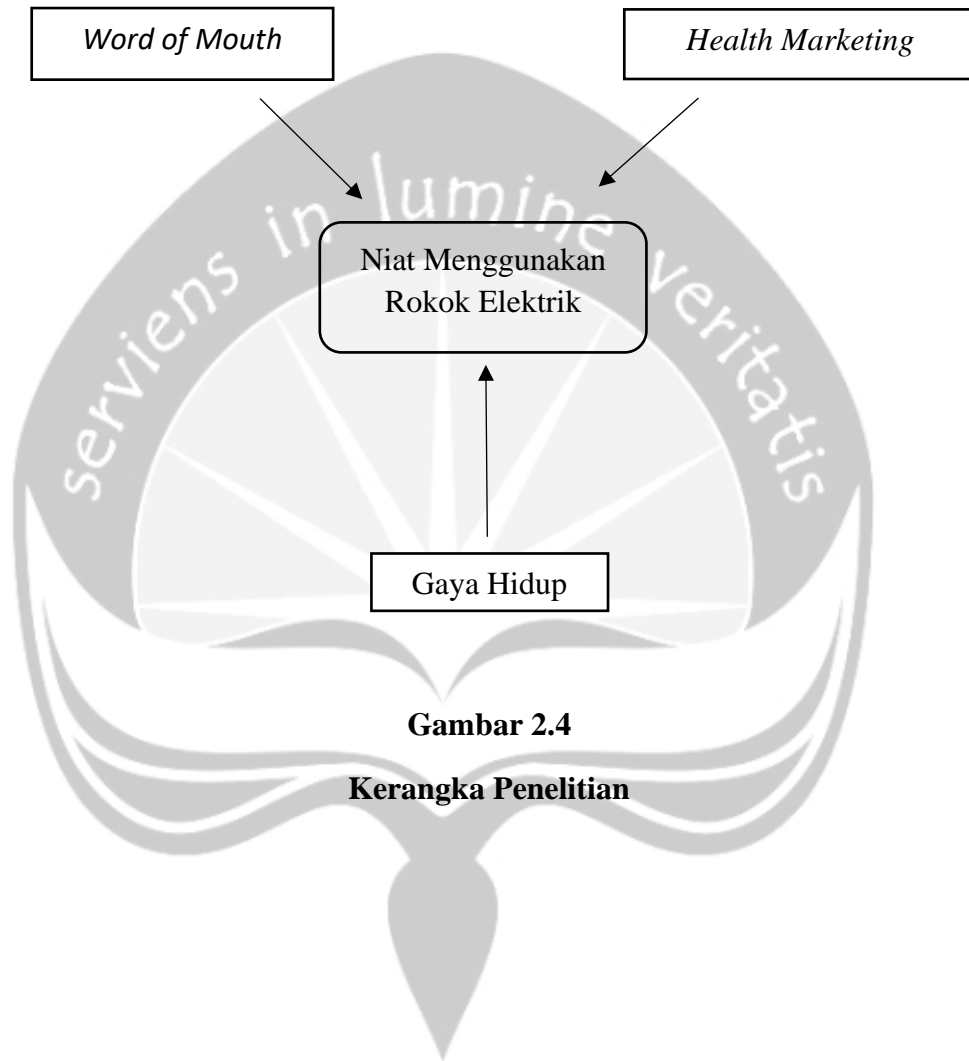 Word of Mouth
Health Marketing
serviens in lumine veritatis
Niat Menggunakan
Rokok Elektrik
Gaya Hidup
Gambar 2.4
Kerangka Penelitian